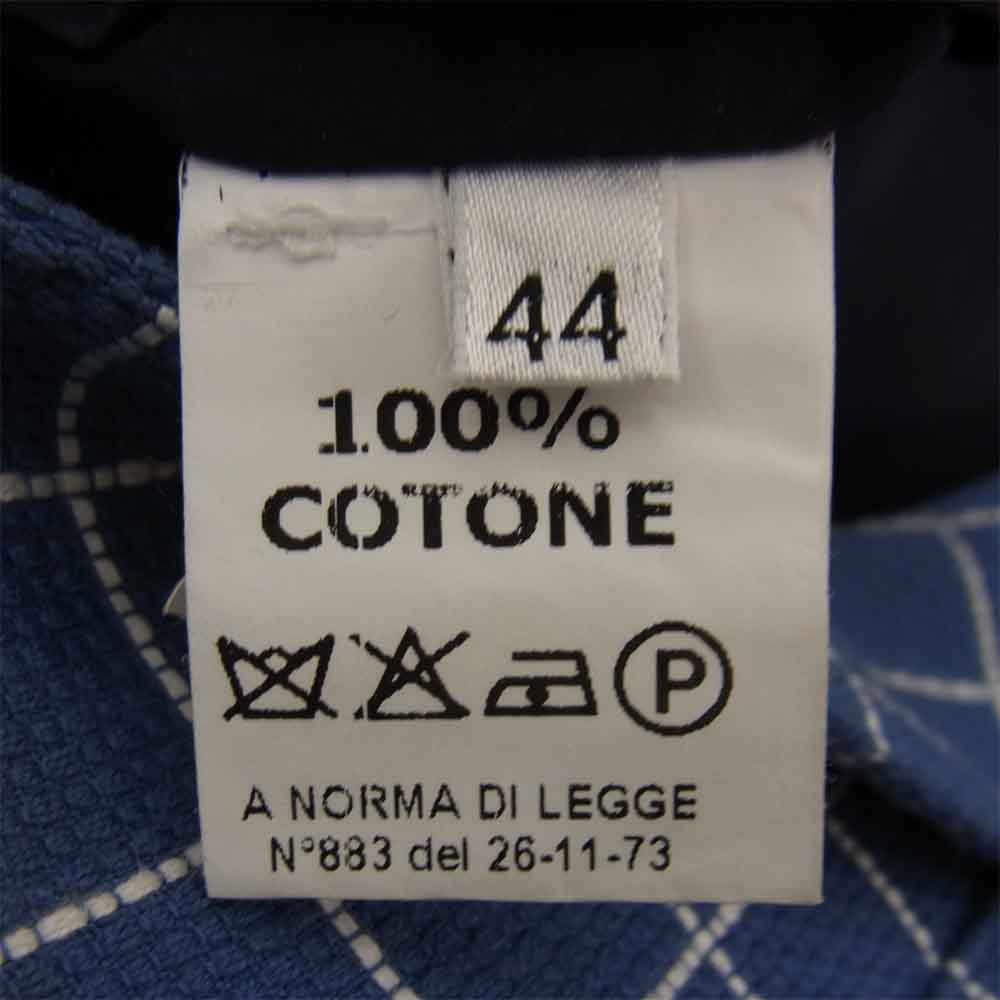 44
100%
COTONE
P
A NORMA DI LEGGE
N°883 del 26-11-73